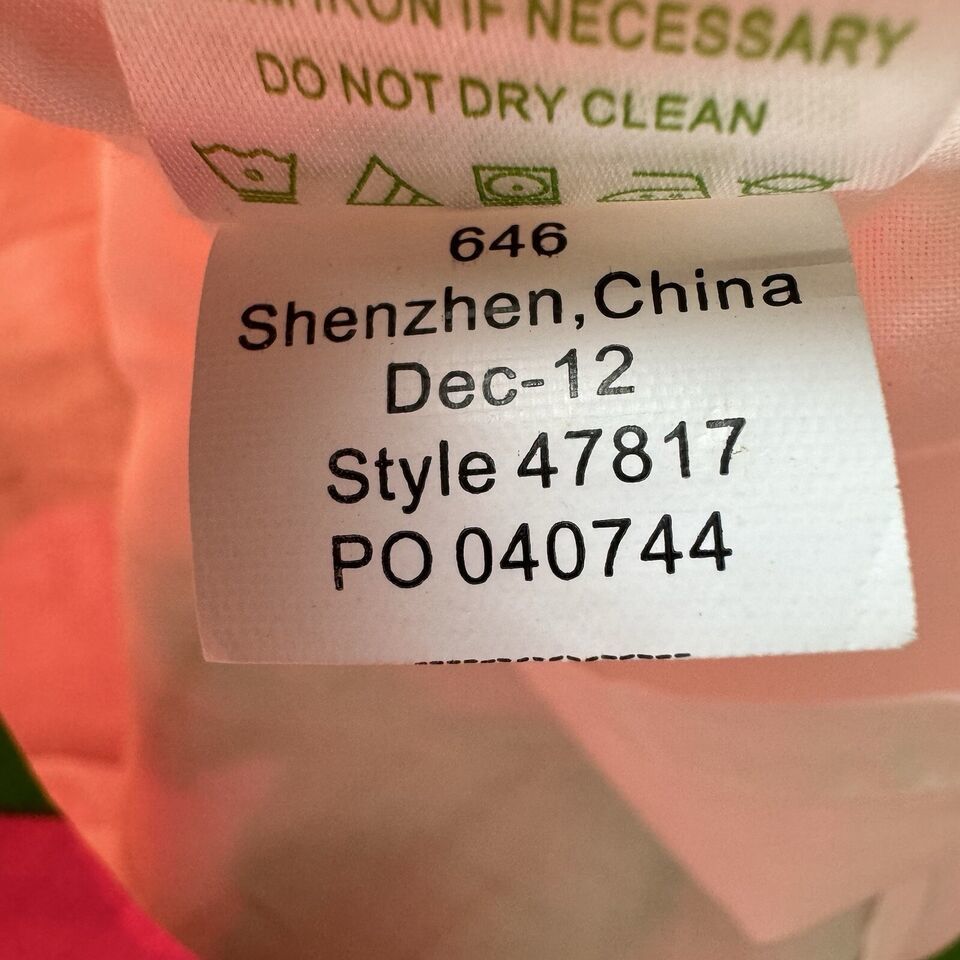 IRON IF NECESSARY
DO NOT DRY CLEAN
646
Shenzhen, China
Dec-12
Style 47817
PO 040744